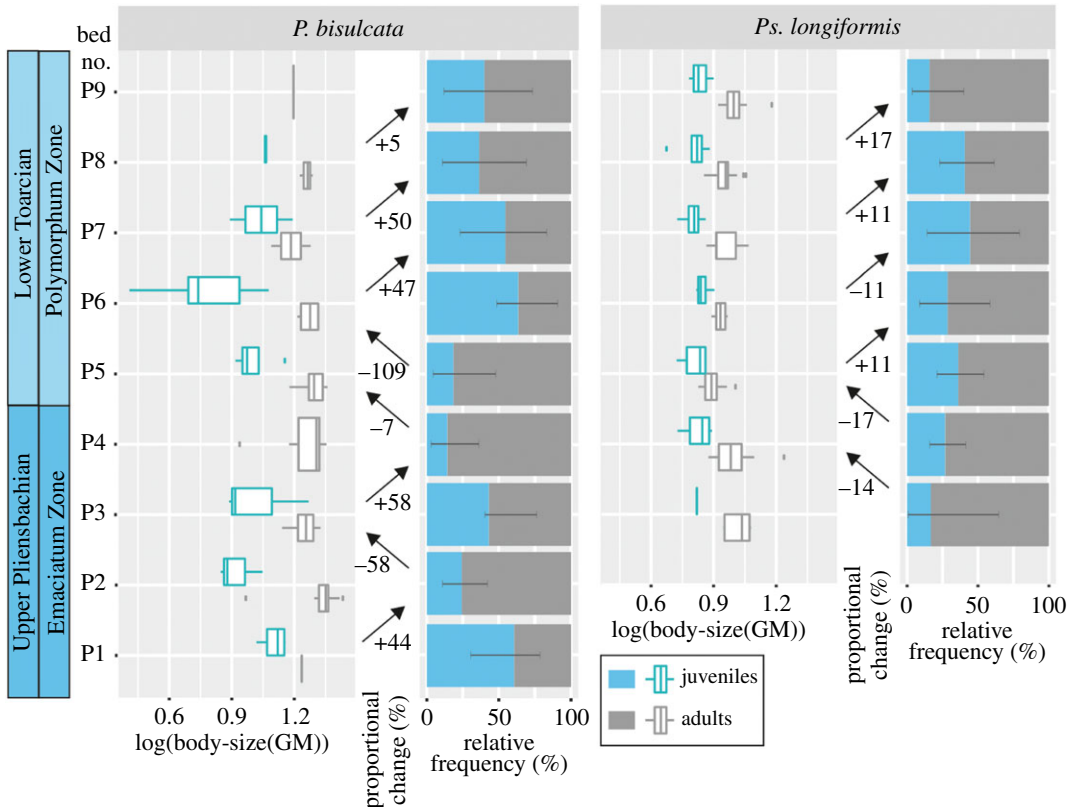 bed
no.
P. bisulcata
Ps. longiformis
Lower Toarcian
Polymorphum Zone
Upper Pliensbachian
Emaciatum Zone
P9
P8
P7
P6
P5
P4
P3
P2
P1
+5
+50
+47
–109
–7
+58
–58
+44
+17
+11
–11
+11
–17
–14
0.6 0.9 1.2
log(body-size(GM))
proportional
change (%)
0 50 100
relative
frequency (%)
0.6 0.9 1.2
log(body-size(GM))
proportional
change (%)
0 50 100
relative
frequency (%)
juveniles
adults